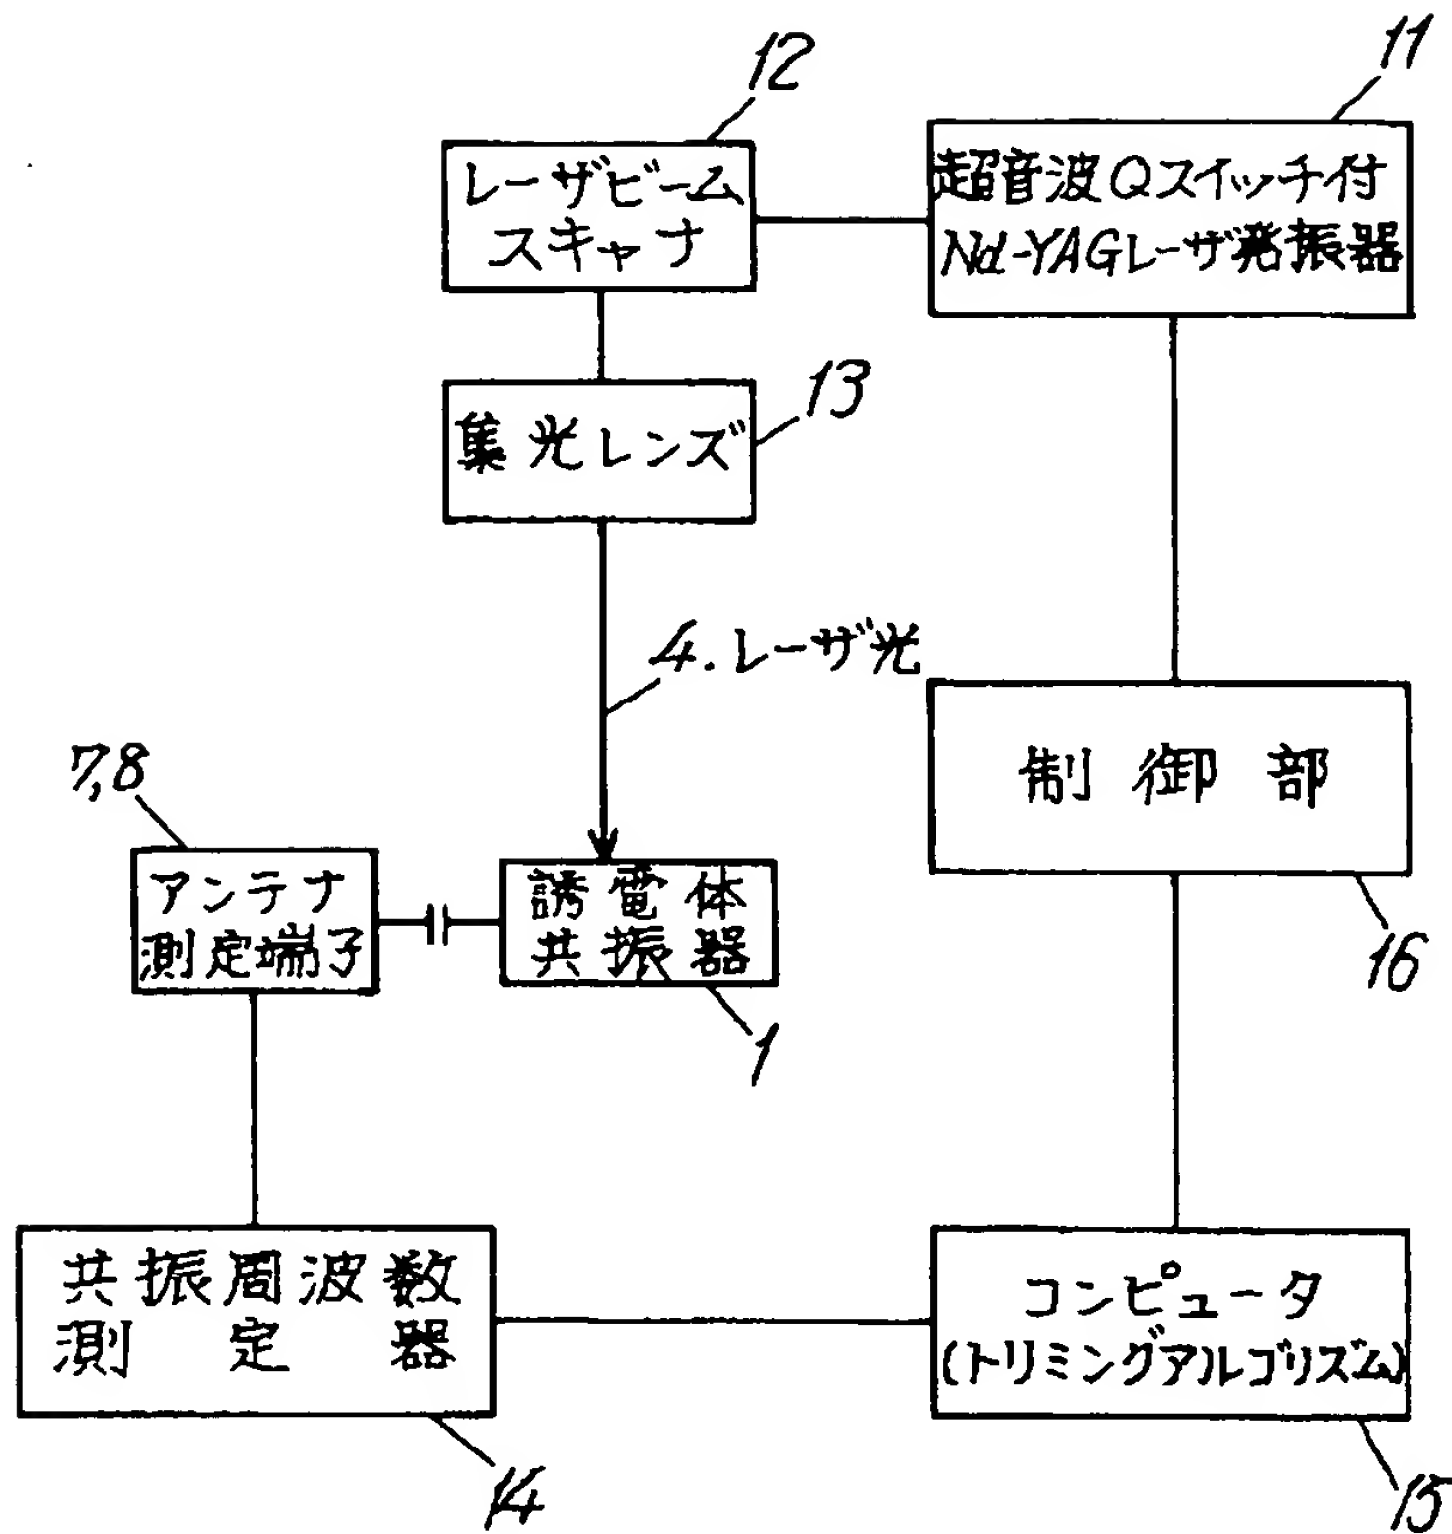 12
11
レーザビーム
スキャナ
超音波Qスイッチ付
Nd-YAGレーザ発振器
13
集光レンズ
4.レーザ光
7,8
制御部
アンテナ
測定端子
誘電体
共振器
16
1
共振周波数
測定器
コンピュータ
(トリミングアルゴリズム)
14
15